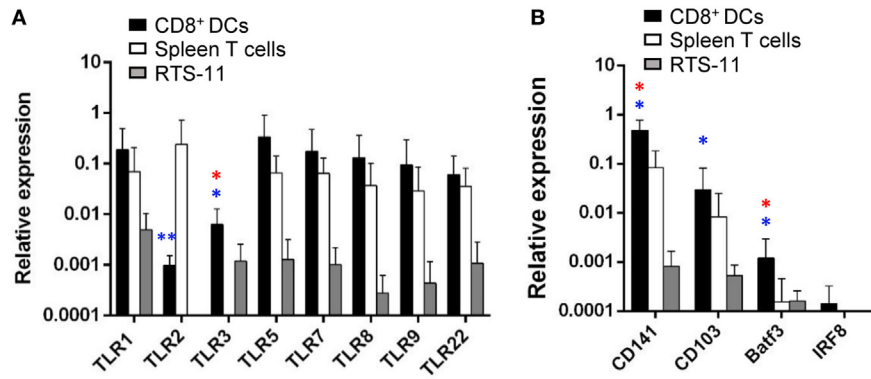 A
CD8+ DCs
Spleen T cells
RTS-11
Relative expression
10
1
0.1
0.01
0.001
0.0001
*
*
**
TLR1
TLR2
TLR3
TLR5
TLR7
TLR8
TLR9
TLR22
B
CD8+ DCs
Spleen T cells
RTS-11
Relative expression
10
1
0.1
0.01
0.001
0.0001
*
*
*
*
*
CD141
CD103
Batf3
IRF8